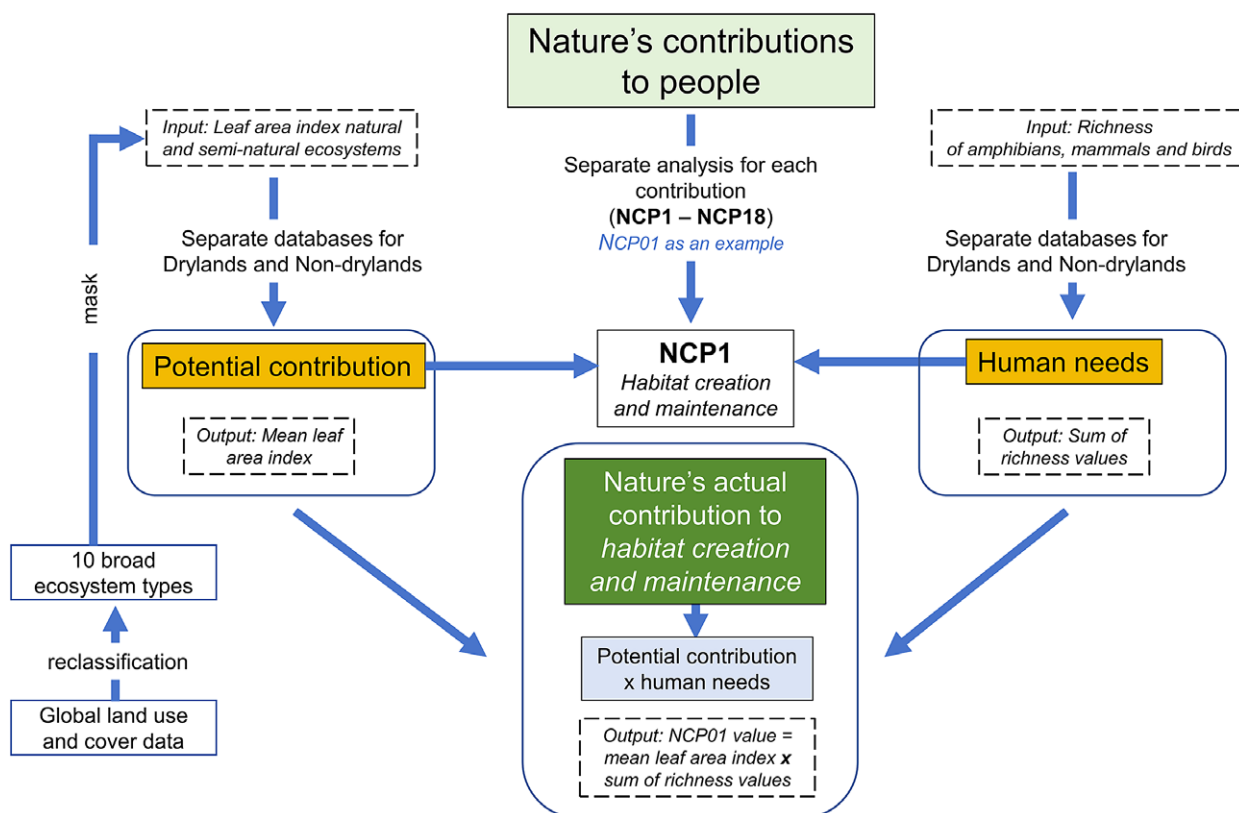 Nature's contributions
to people
Input: Leaf area index natural
and semi-natural ecosystems
Separate analysis for each
contribution
(NCP1 – NCP18)
NCP01 as an example
Input: Richness
of amphibians, mammals and birds
Separate databases for
Drylands and Non-drylands
Separate databases for
Drylands and Non-drylands
mask
Potential contribution
NCP1
Habitat creation
and maintenance
Human needs
Output: Mean leaf
area index
Output: Sum of
richness values
Nature's actual
contribution to
habitat creation
and maintenance
10 broad
ecosystem types
reclassification
Global land use
and cover data
Potential contribution
x human needs
Output: NCP01 value =
mean leaf area index x
sum of richness values